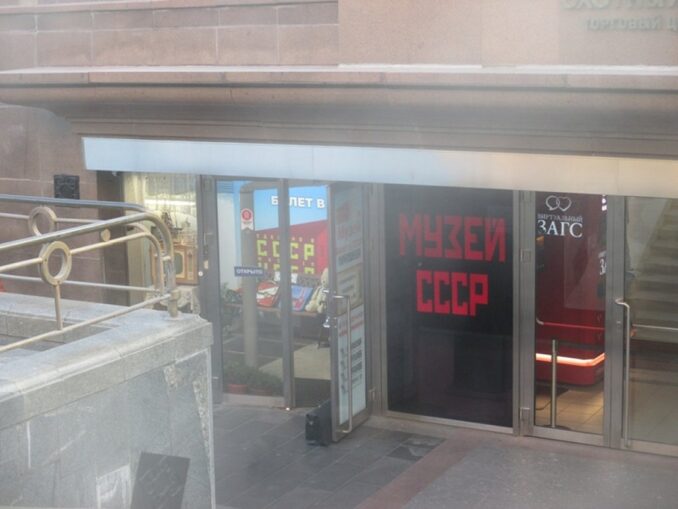 ТОРГОВЫЙ Ц
БИЛЕТ В
СССР
ОТКРЫТО
МУЗЕЙ
СССР
ВИРТУАЛЬНЫЙ
ЗАГС